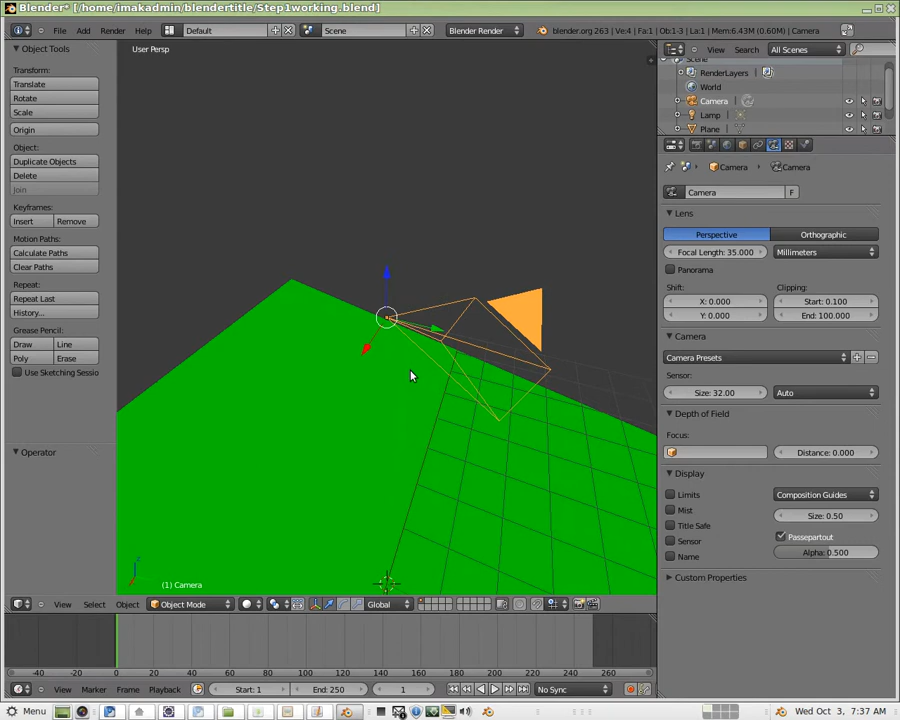 Blender* [/home/imakadmin/blendertitle/Step1working.blend]
File Add Render Help Default Scene Blender Render blender.org 263 | Ve:4 | Fa:1 | Ob:1-3 | La:1 | Mem:6.43M (0.60M) | Camera
Object Tools
Transform:
Translate
Rotate
Scale
Origin
Object:
Duplicate Objects
Delete
Join
Keyframes:
Insert Remove
Motion Paths:
Calculate Paths
Clear Paths
Repeat:
Repeat Last
History...
Grease Pencil:
Draw Line
Poly Erase
Use Sketching Sessio
Operator
User Persp
(1) Camera
View Search All Scenes
Scene
RenderLayers
World
Camera
Lamp
Plane
Camera Camera
Camera F
Lens
Perspective Orthographic
Focal Length: 35.000 Millimeters
Panorama
Shift: Clipping:
X: 0.000 Start: 0.100
Y: 0.000 End: 100.000
Camera
Camera Presets
Sensor:
Size: 32.00 Auto
Depth of Field
Focus:
Distance: 0.000
Display
Limits Composition Guides
Mist Size: 0.50
Title Safe Passepartout
Sensor Alpha: 0.500
Name
Custom Properties
View Select Object Object Mode Global
-40 -20 0 20 40 60 80 100 120 140 160 180 200 220 240 260 280
View Marker Frame Playback Start: 1 End: 250 1 No Sync
Menu Wed Oct 3, 7:37 AM